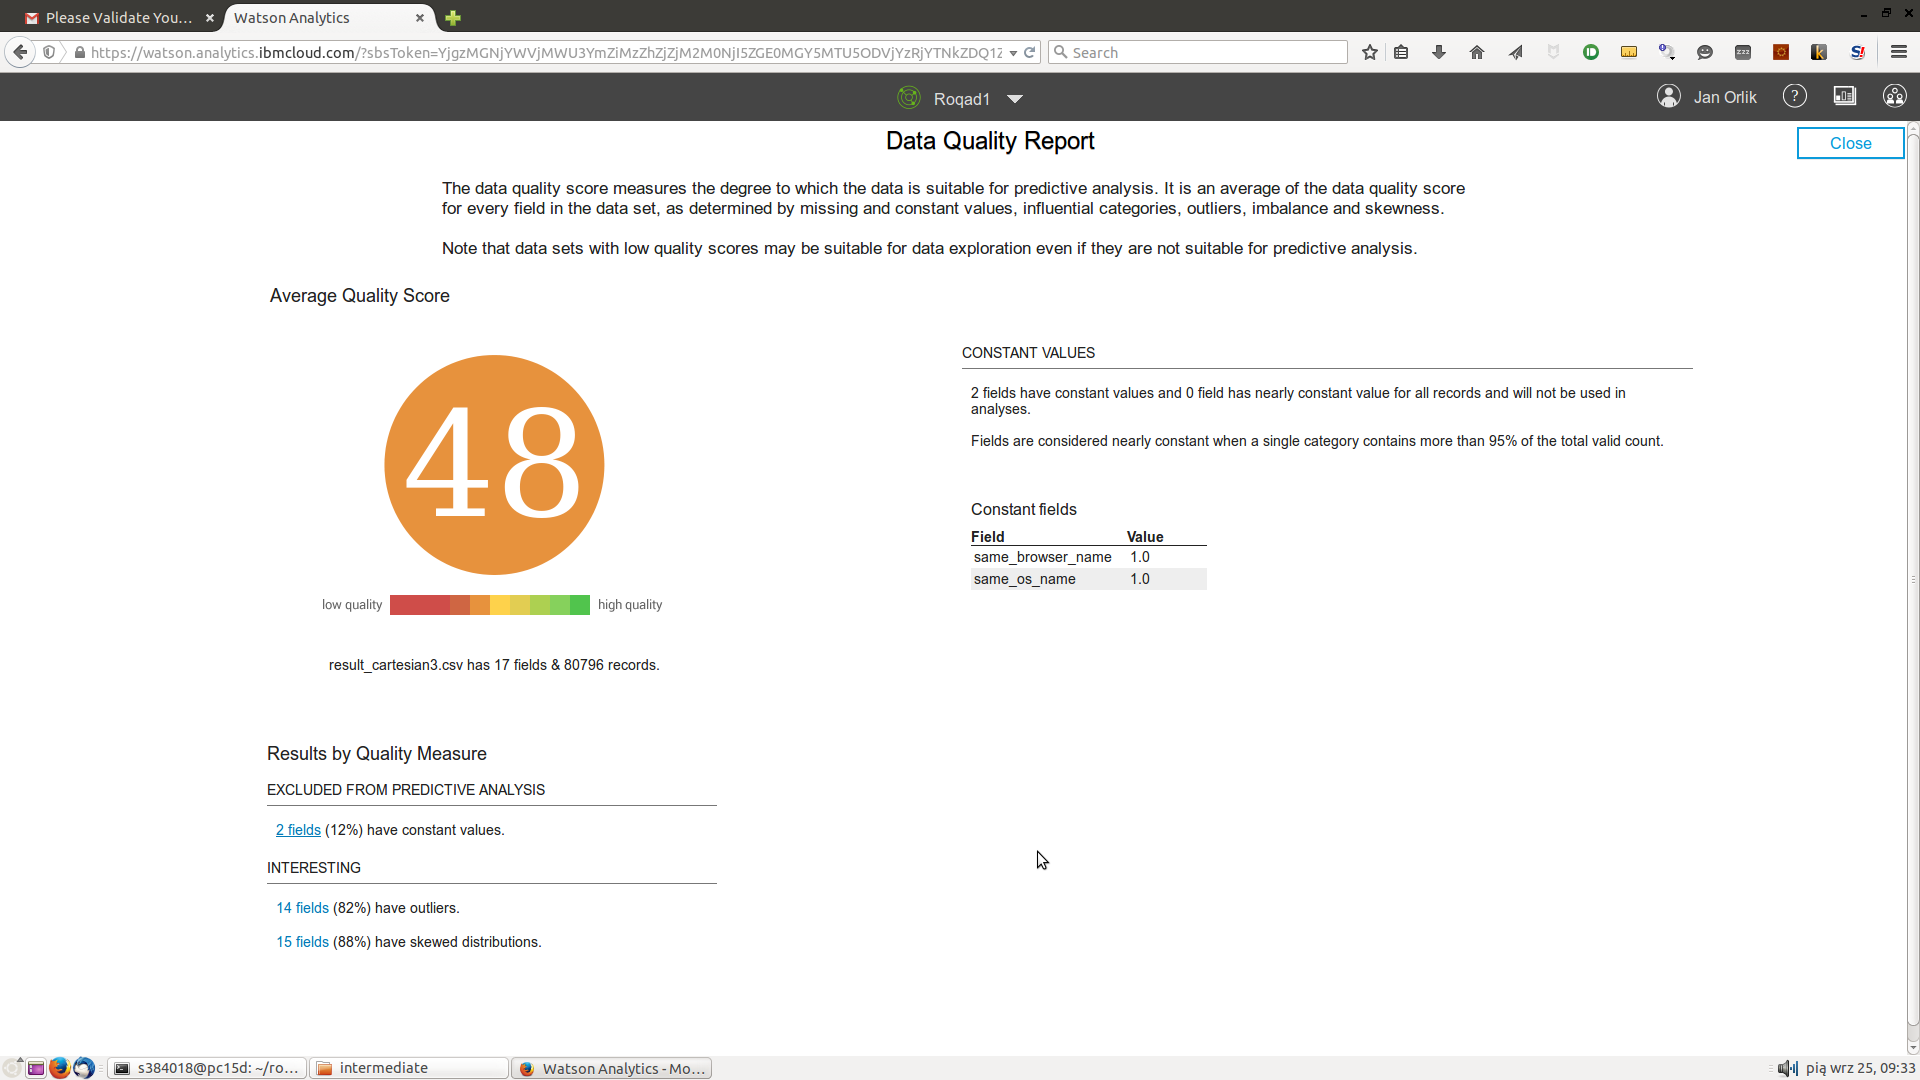 Please Validate You...
Watson Analytics
https://watson.analytics.ibmcloud.com/?sbsToken=YjgzMGNjYWVjMWU3YmZiMzZhZjZjM2M0NjI5ZGE0MGY5MTU5ODVjYzRjYTNkZDQ1Z
Search
Roqad1
Jan Orlik
Data Quality Report
Close
The data quality score measures the degree to which the data is suitable for predictive analysis. It is an average of the data quality score
for every field in the data set, as determined by missing and constant values, influential categories, outliers, imbalance and skewness.
Note that data sets with low quality scores may be suitable for data exploration even if they are not suitable for predictive analysis.
Average Quality Score
48
low quality
high quality
result_cartesian3.csv has 17 fields & 80796 records.
CONSTANT VALUES
2 fields have constant values and 0 field has nearly constant value for all records and will not be used in
analyses.
Fields are considered nearly constant when a single category contains more than 95% of the total valid count.
Constant fields
Field Value
same_browser_name 1.0
same_os_name 1.0
Results by Quality Measure
EXCLUDED FROM PREDICTIVE ANALYSIS
2 fields (12%) have constant values.
INTERESTING
14 fields (82%) have outliers.
15 fields (88%) have skewed distributions.
s384018@pc15d: ~/ro...
intermediate
Watson Analytics - Mo...
pią wrz 25, 09:33